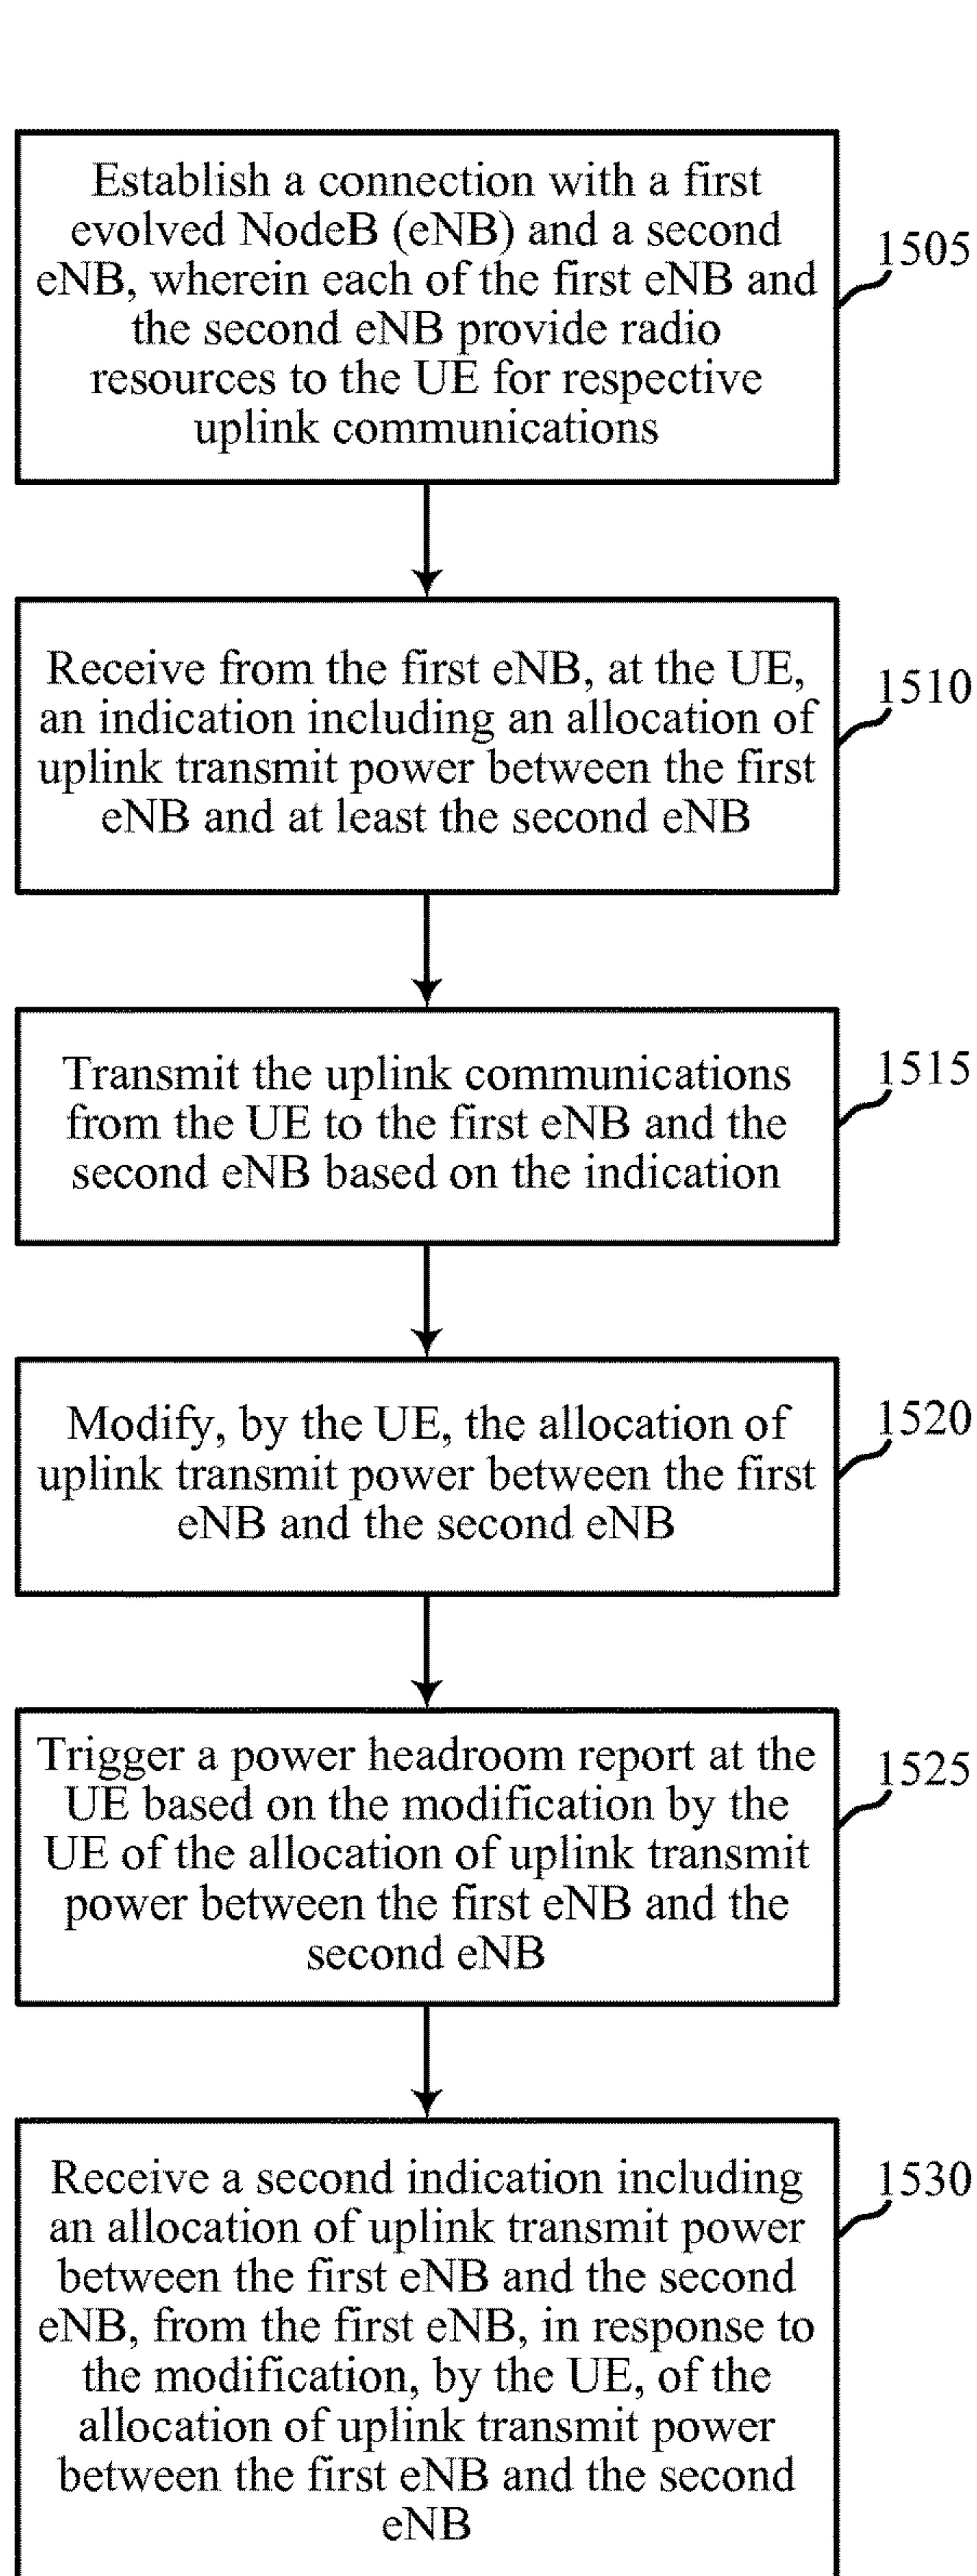 Establish a connection with a first
evolved NodeB (eNB) and a second
eNB, wherein each of the first eNB and
the second eNB provide radio
resources to the UE for respective
uplink communications
1505
Receive from the first eNB, at the UE,
an indication including an allocation of
uplink transmit power between the first
eNB and at least the second eNB
1510
Transmit the uplink communications
from the UE to the first eNB and the
second eNB based on the indication
1515
Modify, by the UE, the allocation of
uplink transmit power between the first
eNB and the second eNB
1520
Trigger a power headroom report at the
UE based on the modification by the
UE of the allocation of uplink transmit
power between the first eNB and the
second eNB
1525
Receive a second indication including
an allocation of uplink transmit power
between the first eNB and the second
eNB, from the first eNB, in response to
the modification, by the UE, of the
allocation of uplink transmit power
between the first eNB and the second
eNB
1530